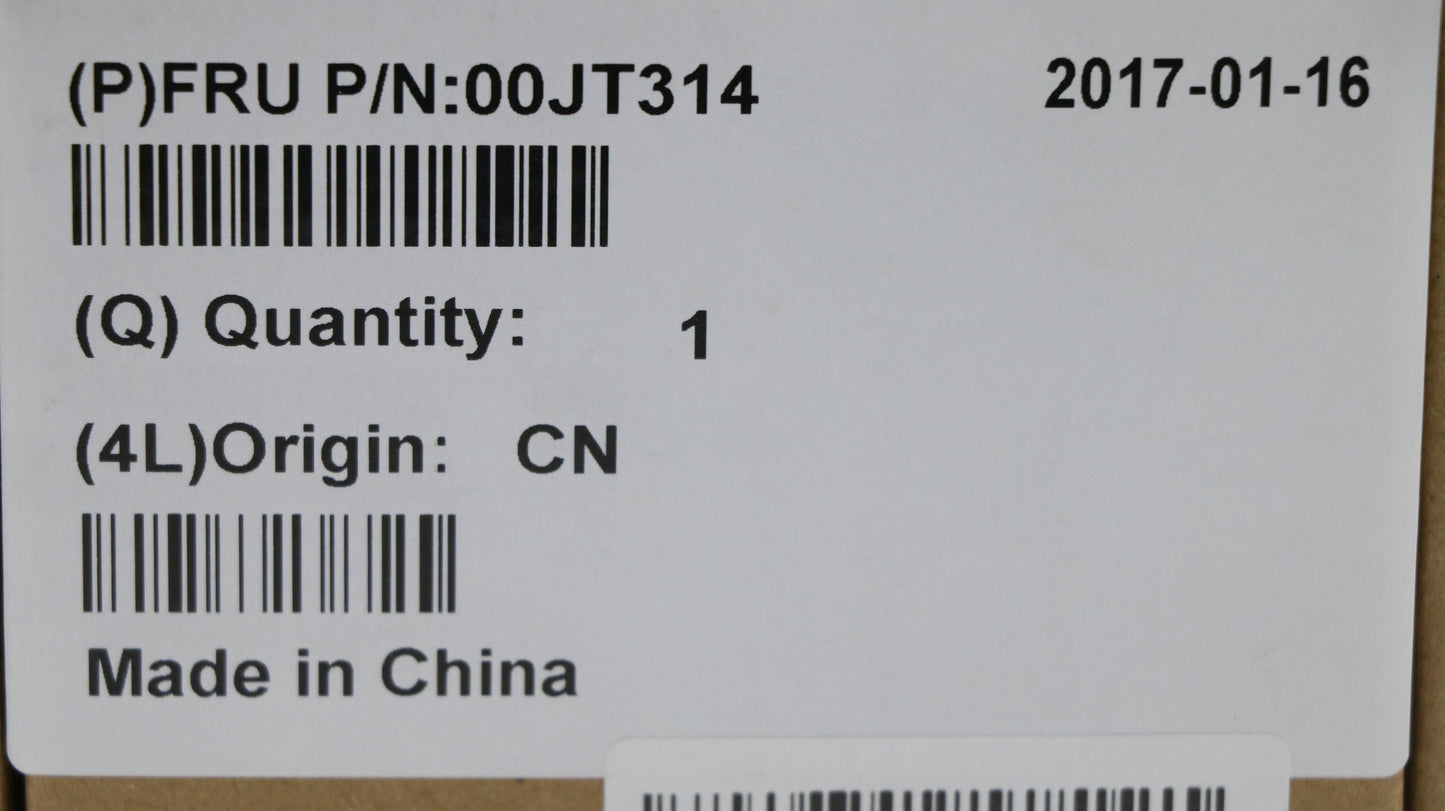 (P)FRU P/N:00JT314 2017-01-16
(Q) Quantity: 1
(4L)Origin: CN
Made in China